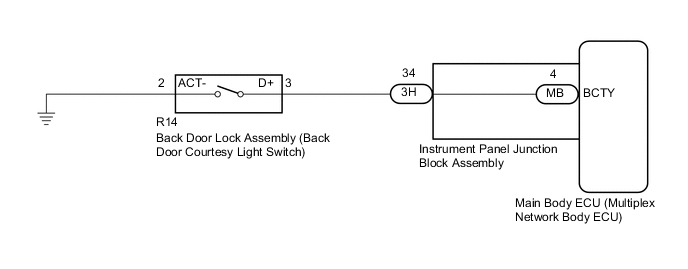 34
4
2 ACT- D+ 3
3H
MB
BCTY
R14
Back Door Lock Assembly (Back
Door Courtesy Light Switch)
Instrument Panel Junction
Block Assembly
Main Body ECU (Multiplex
Network Body ECU)